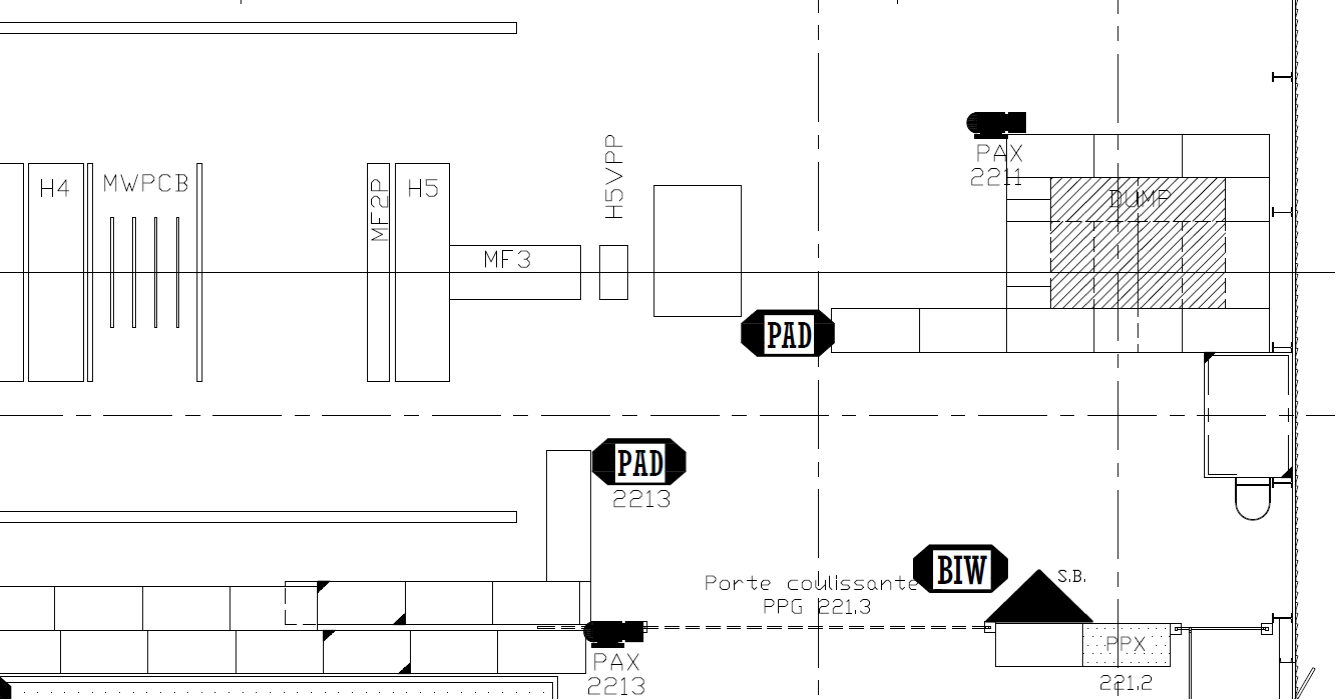 H4
MWPCB
MF2P
H5
MF3
H5VPP
PAX
2211
DUMP
PAD
PAD
2213
BIW
S.B.
Porte coulissante
PPG 221.3
PAX
2213
PPX
221.2